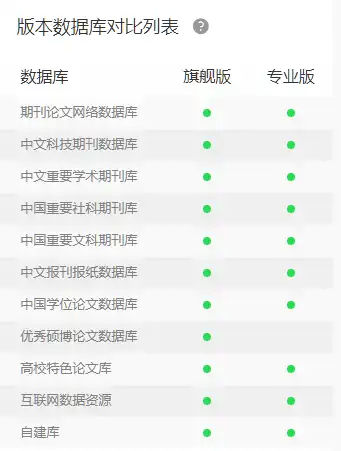 版本数据库对比列表 ?
数据库 旗舰版 专业版
期刊论文网络数据库
中文科技期刊数据库
中文重要学术期刊库
中国重要社科期刊库
中国重要文科期刊库
中文报刊报纸数据库
中国学位论文数据库
优秀硕博论文数据库
高校特色论文库
互联网数据资源
自建库